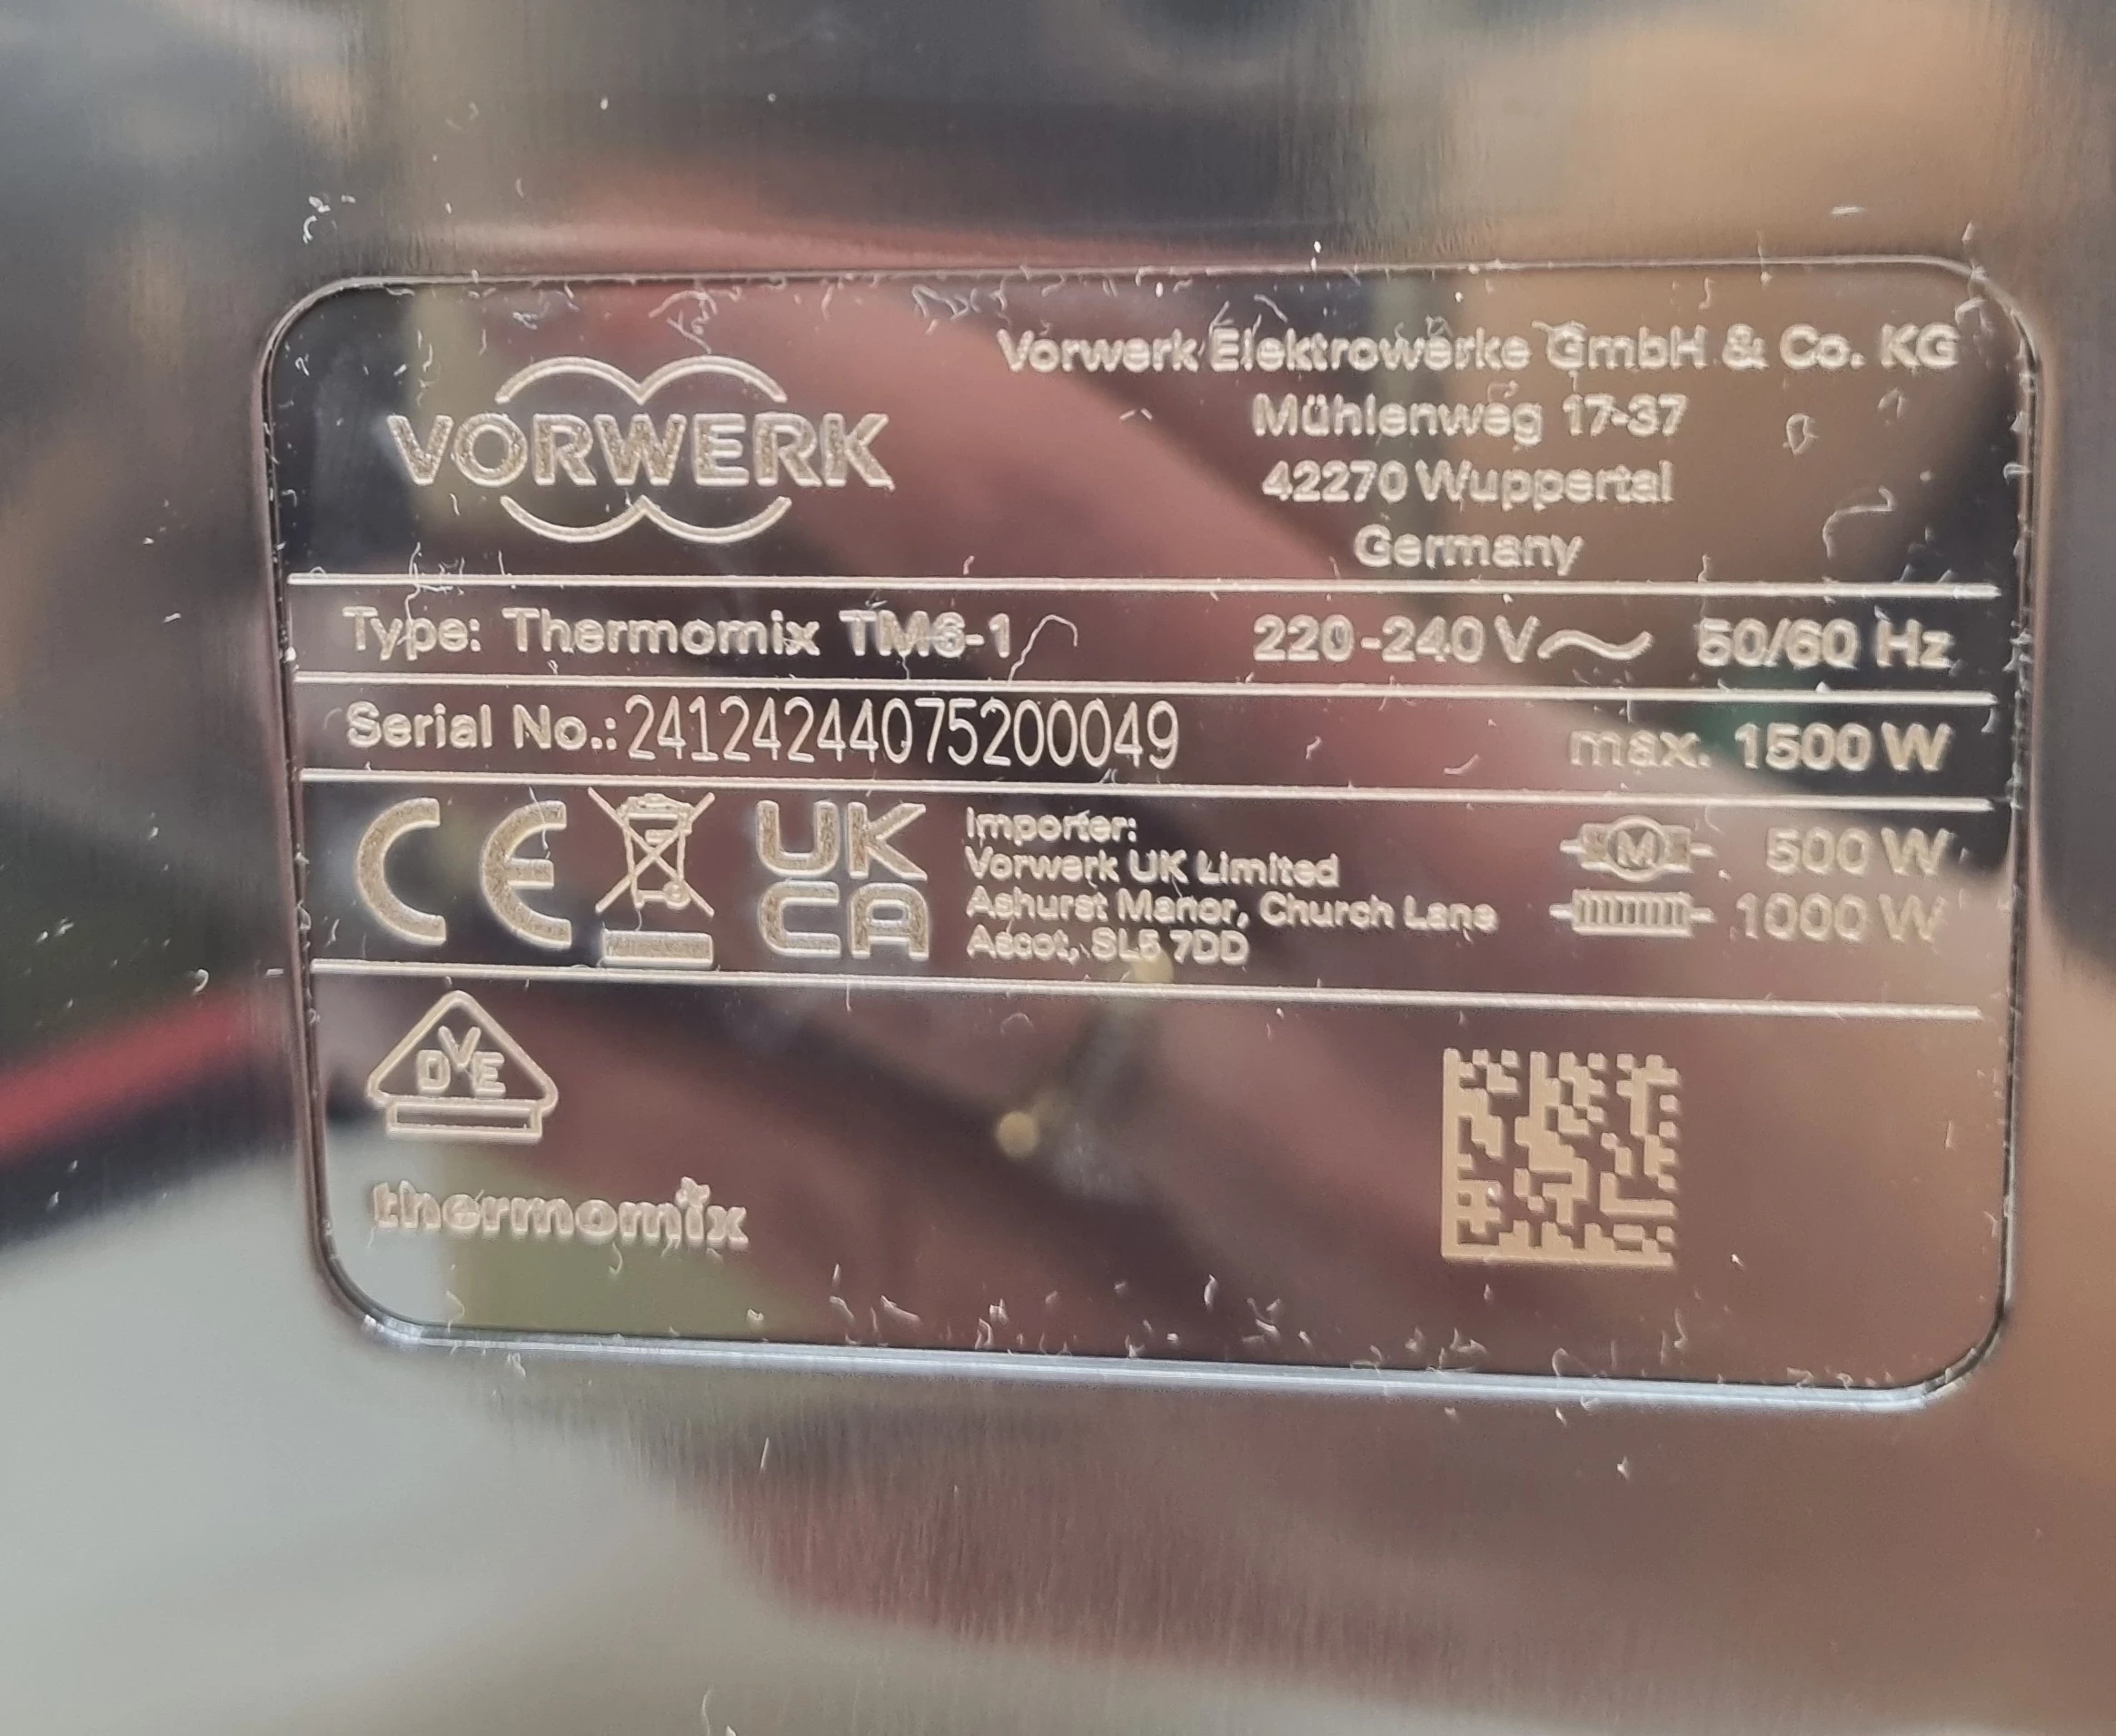 VORWERK
Vorwerk Elektrowerke GmbH & Co. KG
Mühlenweg 17-37
42270 Wuppertal
Germany
Type: Thermomix TM6-1 220-240 V~ 50/60 Hz
Serial No.: 24124244075200049 max. 1500 W
CE
UK
CA
Importer:
Vorwerk UK Limited
Ashurst Manor, Church Lane
Ascot, SL5 7DD
M 500 W
1000 W
DVE
thermomix